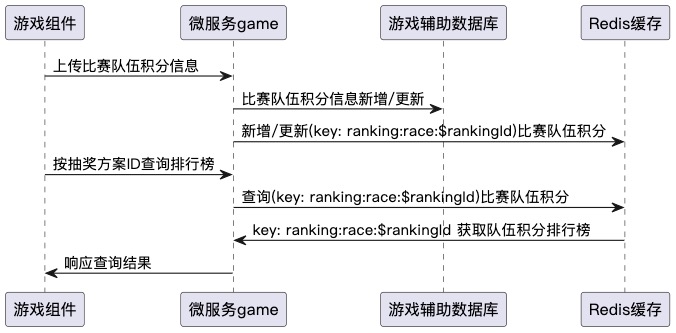 游戏组件 微服务game 游戏辅助数据库 Redis缓存
上传比赛队伍积分信息
比赛队伍积分信息新增/更新
新增/更新(key: ranking:race:$rankingId)比赛队伍积分
按抽奖方案ID查询排行榜
查询(key: ranking:race:$rankingId)比赛队伍积分
key: ranking:race:$rankingId 获取队伍积分排行榜
响应查询结果
游戏组件 微服务game 游戏辅助数据库 Redis缓存